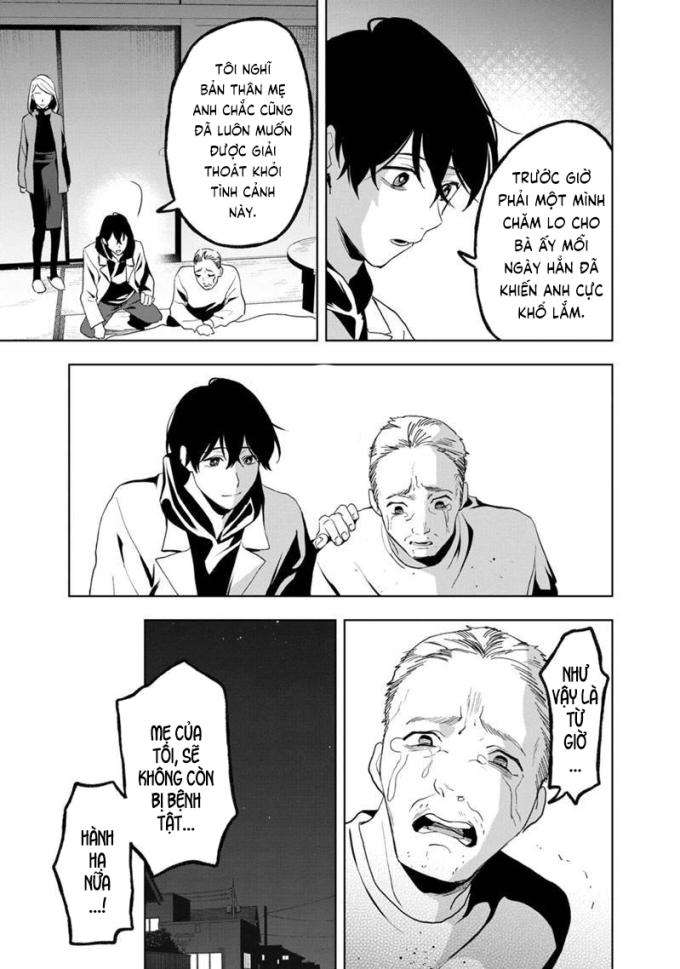 TRƯỚC GIỜ
PHẢI MỘT MÌNH
CHĂM LO CHO
BÀ ẤY MỖI
NGÀY HẲN ĐÃ
KHIẾN ANH CỰC
KHỔ LẮM.
TÔI NGHĨ
BẢN THÂN MẸ
ANH CHẮC CŨNG
ĐÃ LUÔN MUỐN
ĐƯỢC GIẢI
THOÁT KHỎI
TÌNH CẢNH
NÀY.
NHƯ
VẬY LÀ
TỪ
GIỜ
...
MẸ CỦA
TÔI, SẼ
KHÔNG CÒN
BỊ BỆNH
TẬT...
HÀNH
HẠ
NỮA
...!